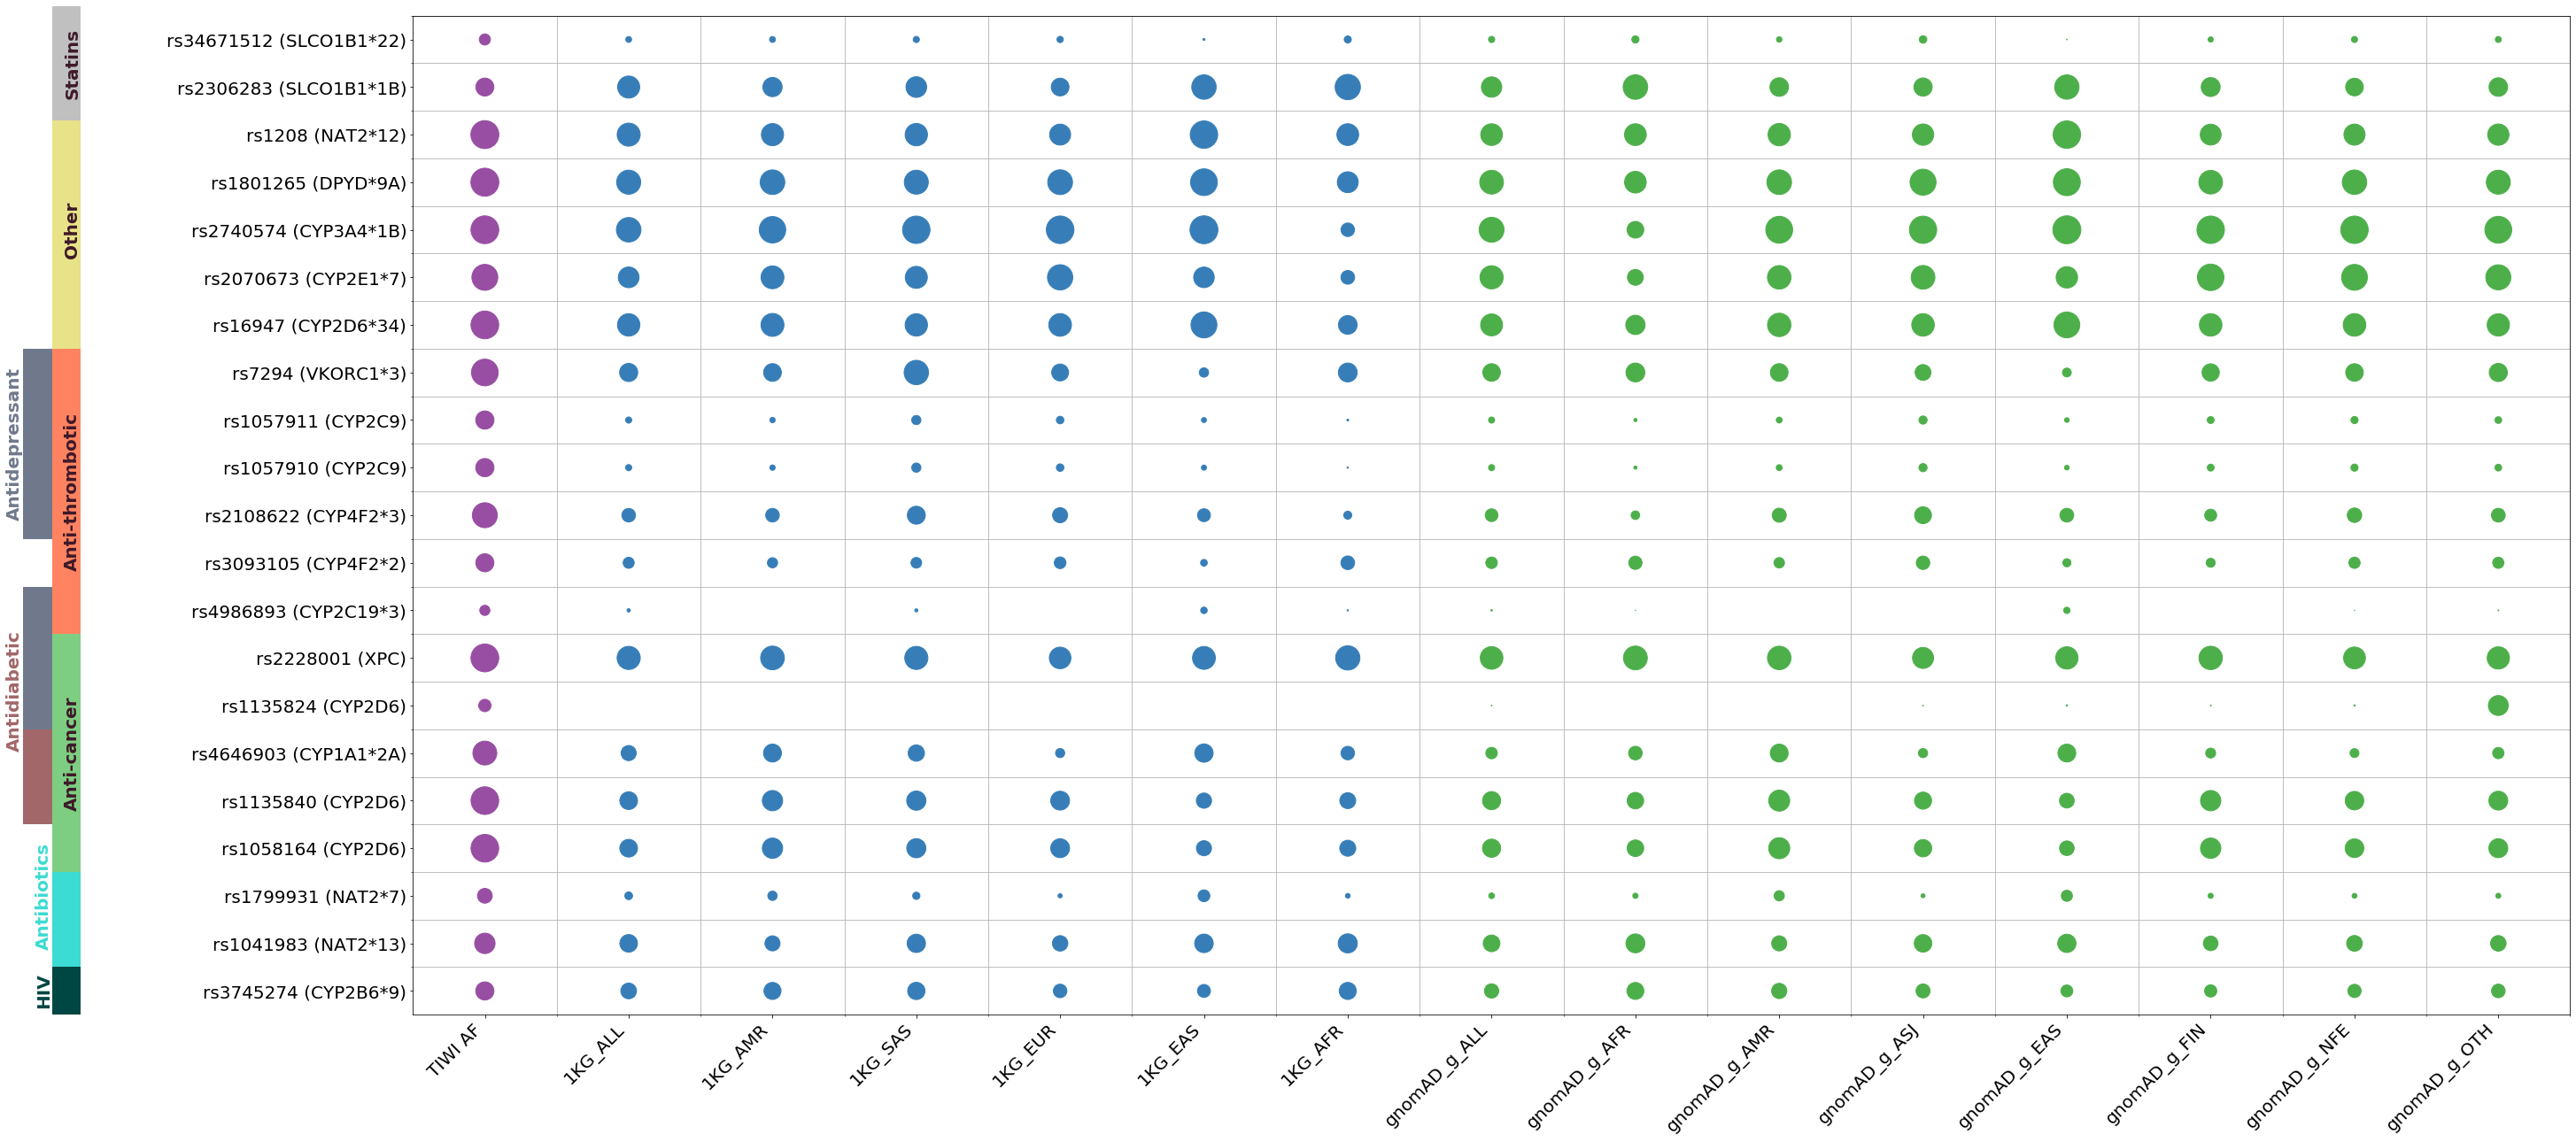 Statins
Other
Antidepressant
Anti-thrombotic
Antidiabetic
Anti-cancer
Antibiotics
HIV
rs34671512 (SLCO1B1*22)
rs2306283 (SLCO1B1*1B)
rs1208 (NAT2*12)
rs1801265 (DPYD*9A)
rs2740574 (CYP3A4*1B)
rs2070673 (CYP2E1*7)
rs16947 (CYP2D6*34)
rs7294 (VKORC1*3)
rs1057911 (CYP2C9)
rs1057910 (CYP2C9)
rs2108622 (CYP4F2*3)
rs3093105 (CYP4F2*2)
rs4986893 (CYP2C19*3)
rs2228001 (XPC)
rs1135824 (CYP2D6)
rs4646903 (CYP1A1*2A)
rs1135840 (CYP2D6)
rs1058164 (CYP2D6)
rs1799931 (NAT2*7)
rs1041983 (NAT2*13)
rs3745274 (CYP2B6*9)
TIWI AF
1KG_ALL
1KG_AMR
1KG_SAS
1KG_EUR
1KG_EAS
1KG_AFR
gnomAD_g_ALL
gnomAD_g_AFR
gnomAD_g_AMR
gnomAD_g_ASJ
gnomAD_g_EAS
gnomAD_g_FIN
gnomAD_g_NFE
gnomAD_g_OTH